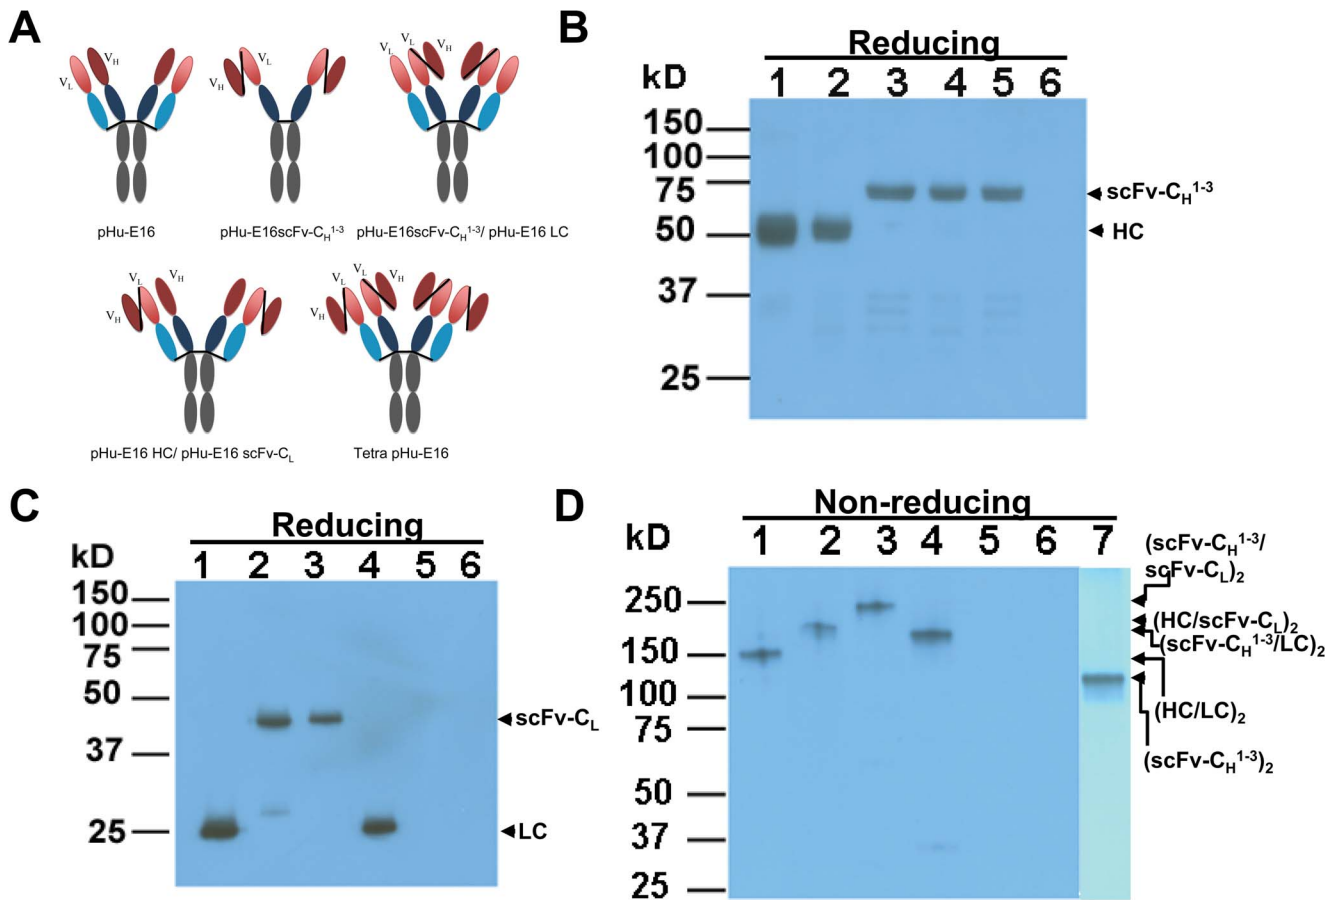 A
V_L V_H
V_H V_L
V_L V_L V_H
pHu-E16 pHu-E16scFv-C_H^1-3 pHu-E16scFv-C_H^1-3/ pHu-E16 LC
V_H V_L V_H
V_H V_L V_L V_H
pHu-E16 HC/ pHu-E16 scFv-C_L Tetra pHu-E16
B
Reducing
kD 1 2 3 4 5 6
150
100
75
scFv-C_H^1-3
50
HC
37
25
C
Reducing
kD 1 2 3 4 5 6
150
100
75
50
scFv-C_L
37
25
LC
D
Non-reducing
kD 1 2 3 4 5 6 7
(scFv-C_H^1-3/
scFv-C_L)_2
250
(HC/scFv-C_L)_2
(scFv-C_H^1-3/LC)_2
150
100
(HC/LC)_2
75
(scFv-C_H^1-3)_2
50
37
25